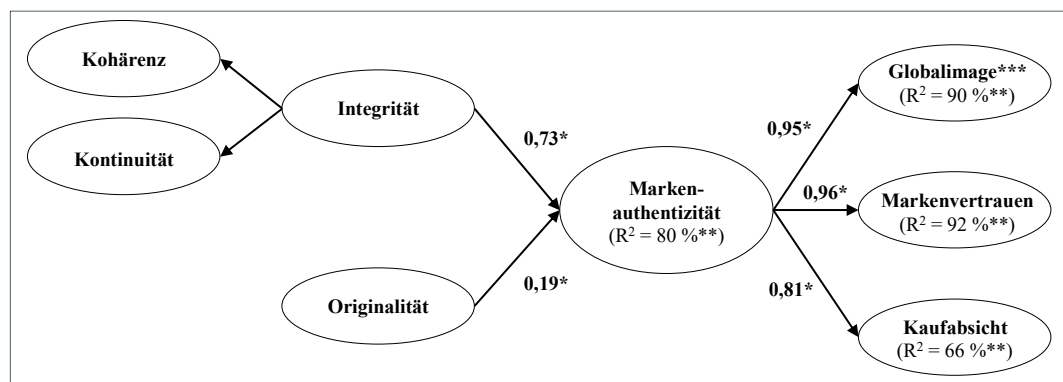 Kohärenz
Kontinuität
Integrität
Originalität
0,73*
0,19*
Marken-
authentizität
(R² = 80 %**)
0,95*
0,96*
0,81*
Globalimage***
(R² = 90 %**)
Markenvertrauen
(R² = 92 %**)
Kaufabsicht
(R² = 66 %**)